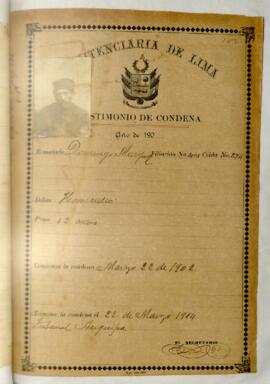 PENITENCIARIA DE LIMA
TESTIMONIO DE CONDENA
Año de 190
Rematado Domingo Filiación No. Celda No.
Delito Homicidio
Pena 12 años
Comienza la condena Marzo 22 de 1902
Termina la condena el 22 de Marzo 1914
Tribunal Arequipa
EL SECRETARIO